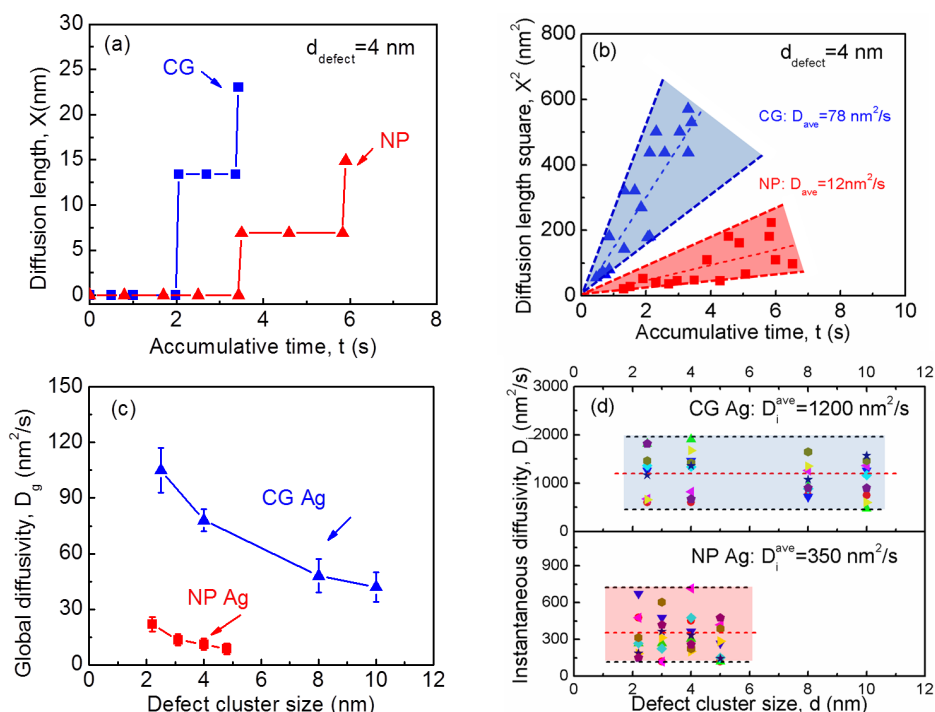 (a)
d_defect=4 nm
CG
NP
Diffusion length, X(nm)
30
25
20
15
10
5
0
0 2 4 6 8
Accumulative time, t (s)
(b)
d_defect=4 nm
CG: D_ave=78 nm²/s
NP: D_ave=12nm²/s
Diffusion length square, X² (nm²)
800
600
400
200
0
0 2 4 6 8 10
Accumulative time, t (s)
(c)
CG Ag
NP Ag
Global diffusivity, D_g (nm²/s)
150
120
90
60
30
0
0 2 4 6 8 10 12
Defect cluster size (nm)
0 2 4 6 8 10 12
(d)
CG Ag: D_i^ave=1200 nm²/s
3000
2000
1000
0
NP Ag: D_i^ave=350 nm²/s
900
600
300
0
Instantaneous diffusivity, D_i (nm²/s)
0 2 4 6 8 10 12
Defect cluster size, d (nm)